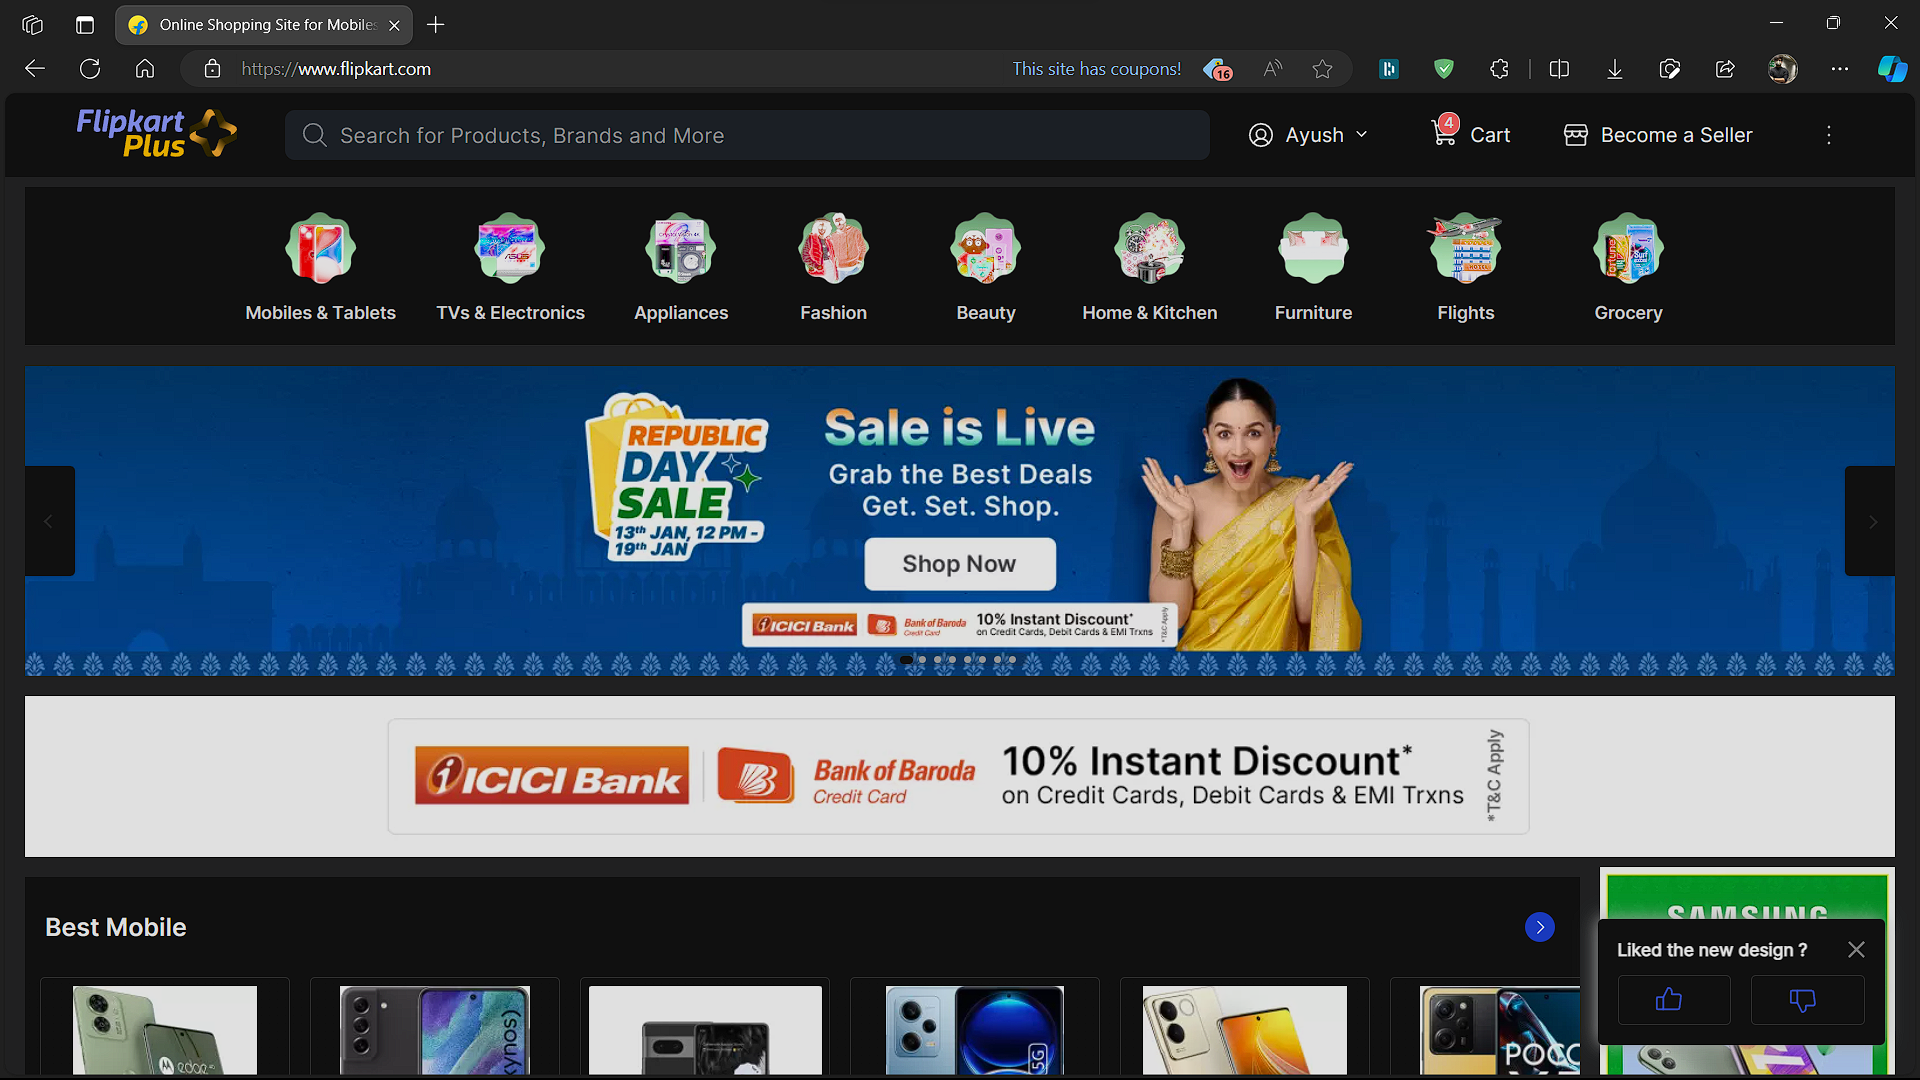 Online Shopping Site for Mobiles
https://www.flipkart.com
This site has coupons!
16
Flipkart
Plus
Search for Products, Brands and More
Ayush
4
Cart
Become a Seller
Mobiles & Tablets
TVs & Electronics
Appliances
Fashion
Beauty
Home & Kitchen
Furniture
Flights
Grocery
REPUBLIC
DAY
SALE
13th JAN, 12 PM -
19th JAN
Sale is Live
Grab the Best Deals
Get. Set. Shop.
Shop Now
ICICI Bank
Bank of Baroda
Credit Card
10% Instant Discount*
on Credit Cards, Debit Cards & EMI Trxns
*T&C Apply
ICICI Bank
Bank of Baroda
Credit Card
10% Instant Discount*
on Credit Cards, Debit Cards & EMI Trxns
*T&C Apply
Best Mobile
SAMSUNG
Liked the new design ?
5G
POCO